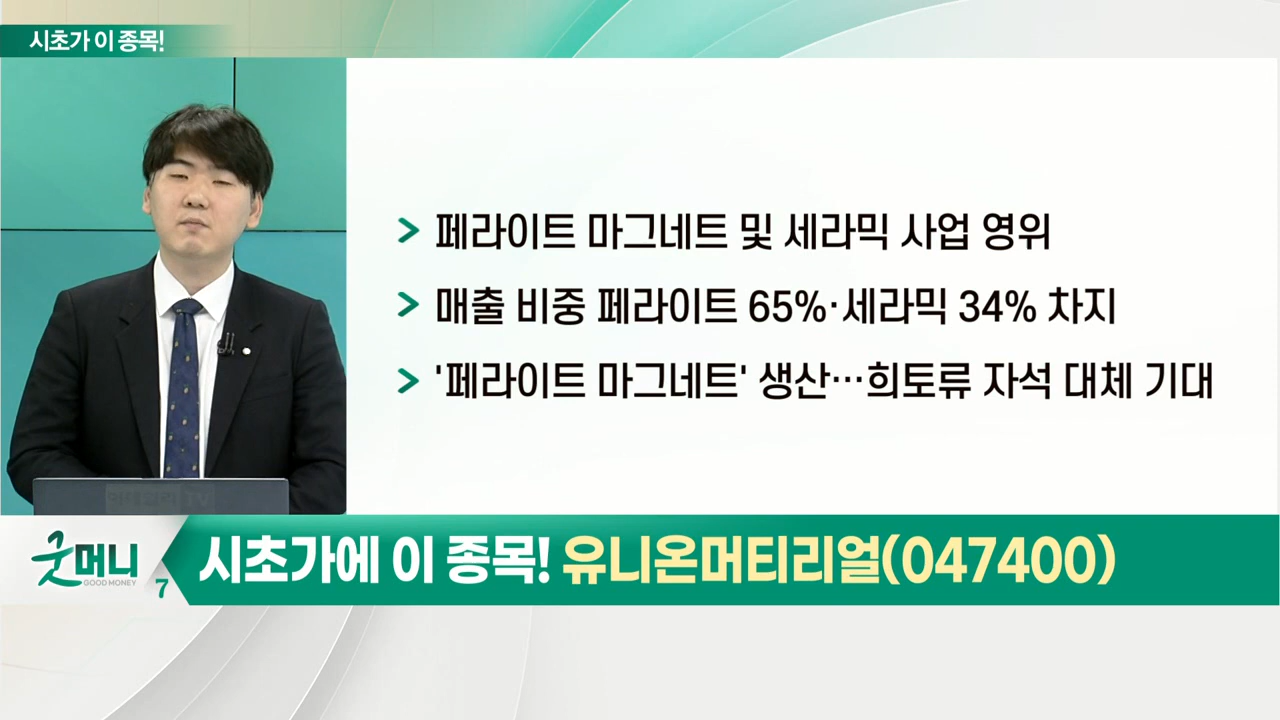 시초가 이 종목!
> 페라이트 마그네트 및 세라믹 사업 영위
> 매출 비중 페라이트 65%·세라믹 34% 차지
> '페라이트 마그네트' 생산…희토류 자석 대체 기대
굿머니
GOOD MONEY
7
시초가에 이 종목! 유니온머티리얼(047400)